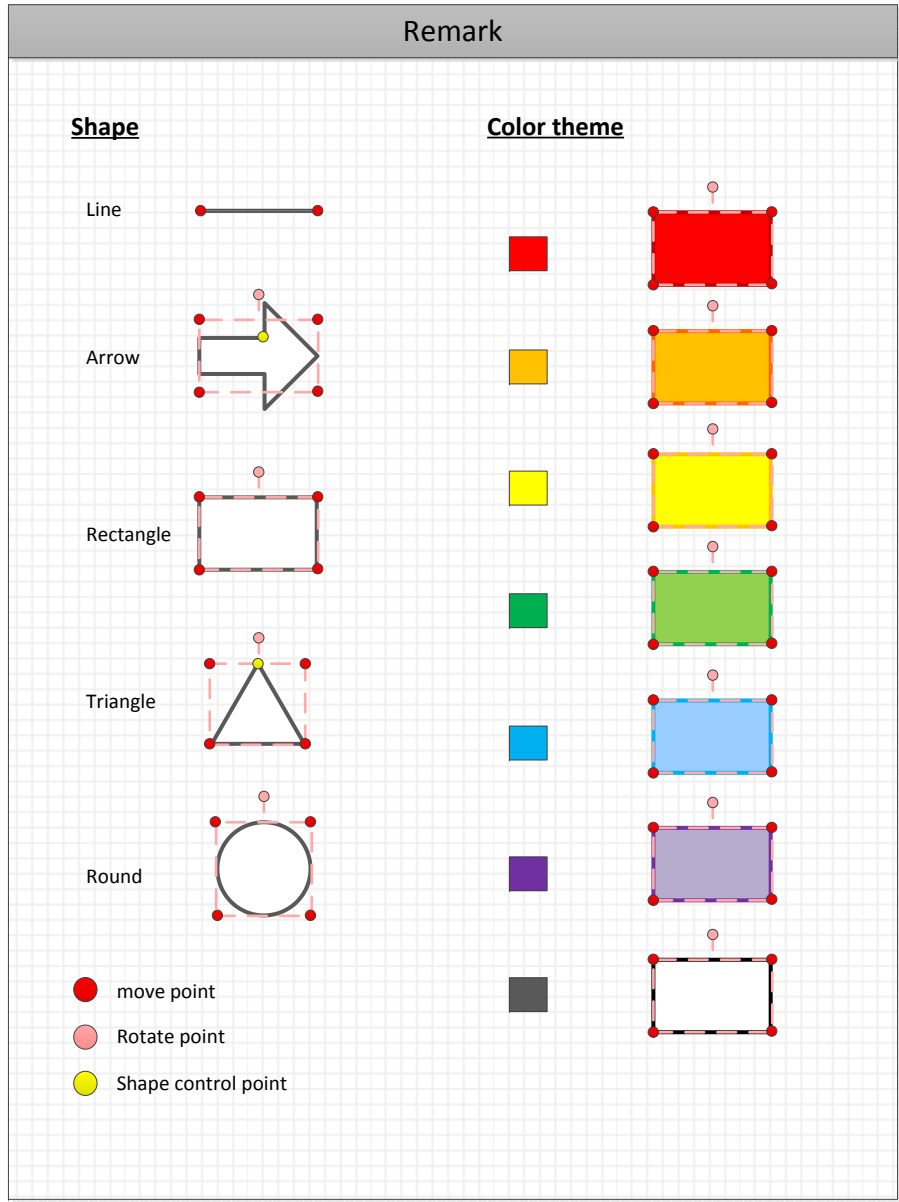 Remark
Shape
Color theme
Line
Arrow
Rectangle
Triangle
Round
move point
Rotate point
Shape control point